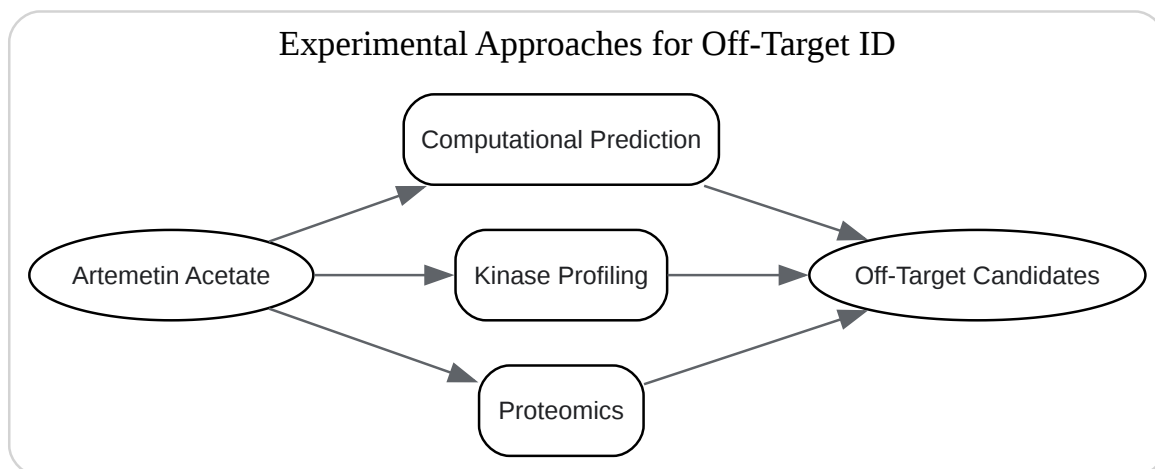 Experimental Approaches for Off-Target ID
Computational Prediction
Artemetin Acetate
Kinase Profiling
Off-Target Candidates
Proteomics